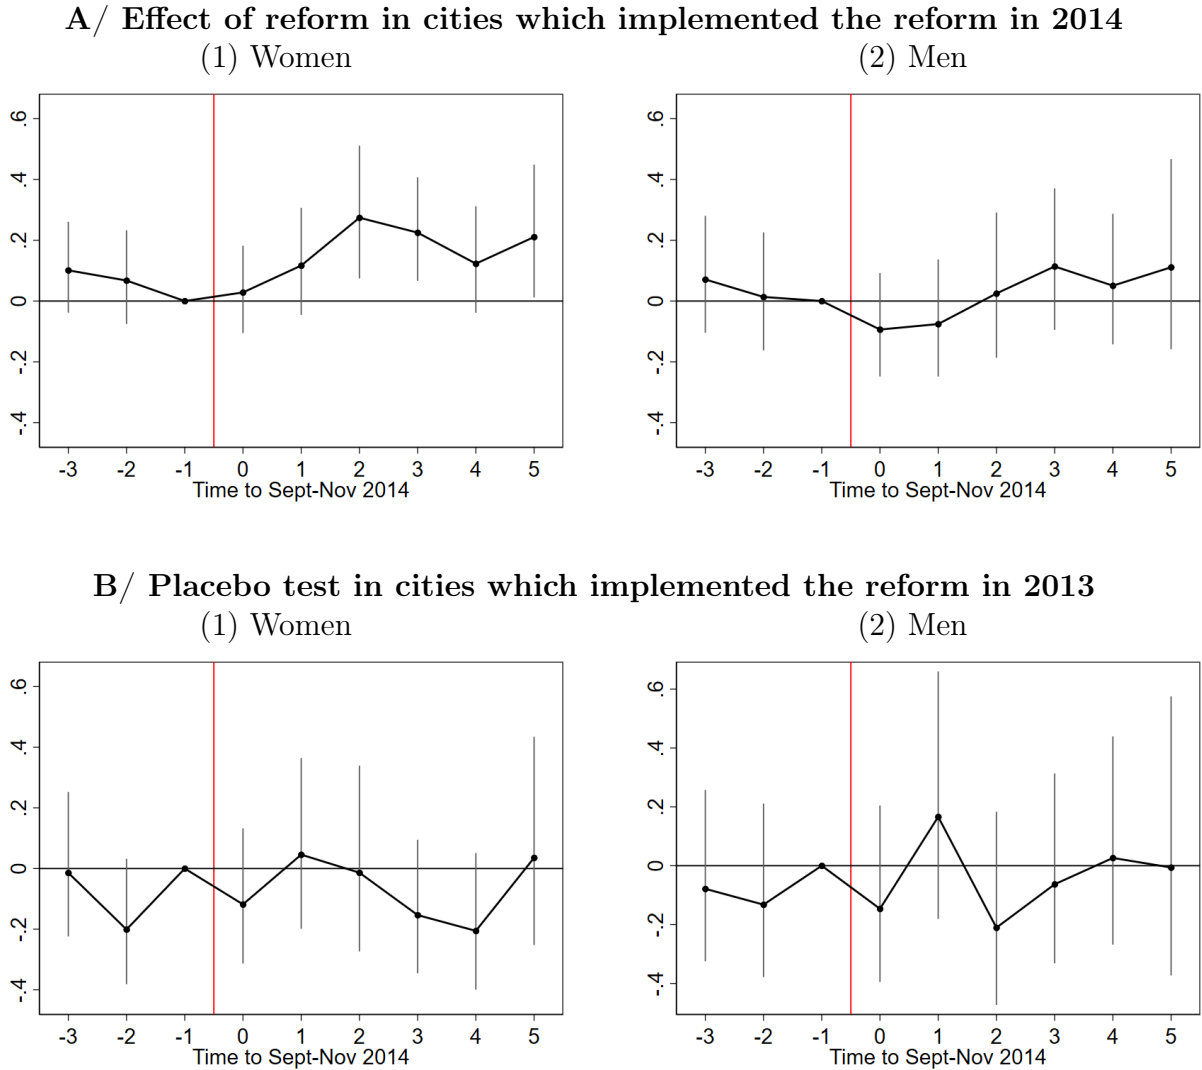 A/ Effect of reform in cities which implemented the reform in 2014
(1) Women
(2) Men
.6
.4
.2
0
-.2
-.4
-3 -2 -1 0 1 2 3 4 5
Time to Sept-Nov 2014
.6
.4
.2
0
-.2
-.4
-3 -2 -1 0 1 2 3 4 5
Time to Sept-Nov 2014
B/ Placebo test in cities which implemented the reform in 2013
(1) Women
(2) Men
.6
.4
.2
0
-.2
-.4
-3 -2 -1 0 1 2 3 4 5
Time to Sept-Nov 2014
.6
.4
.2
0
-.2
-.4
-3 -2 -1 0 1 2 3 4 5
Time to Sept-Nov 2014